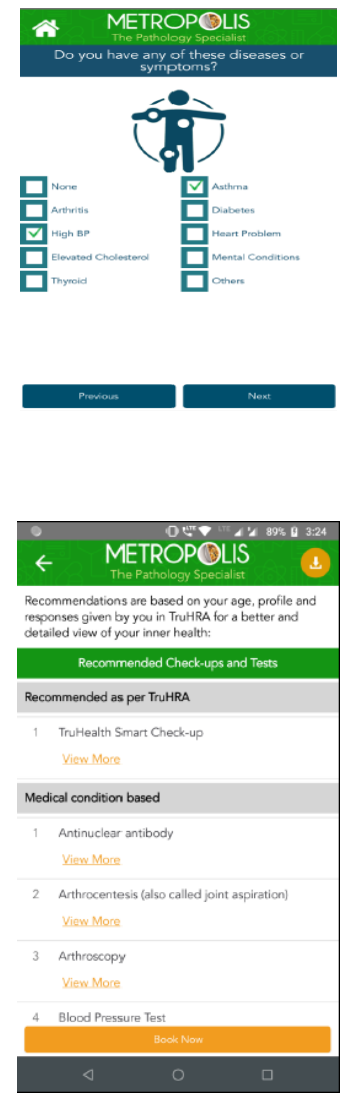 METROPOLIS
The Pathology Specialist
Do you have any of these diseases or
symptoms?
None
Asthma
Arthritis
Diabetes
High BP
Heart Problem
Elevated Cholesterol
Mental Conditions
Thyroid
Others
Previous
Next
LTE LTE 89% 3:24
METROPOLIS
The Pathology Specialist
Recommendations are based on your age, profile and
responses given by you in TruHRA for a better and
detailed view of your inner health:
Recommended Check-ups and Tests
Recommended as per TruHRA
1 TruHealth Smart Check-up
View More
Medical condition based
1 Antinuclear antibody
View More
2 Arthrocentesis (also called joint aspiration)
View More
3 Arthroscopy
View More
4 Blood Pressure Test
Book Now